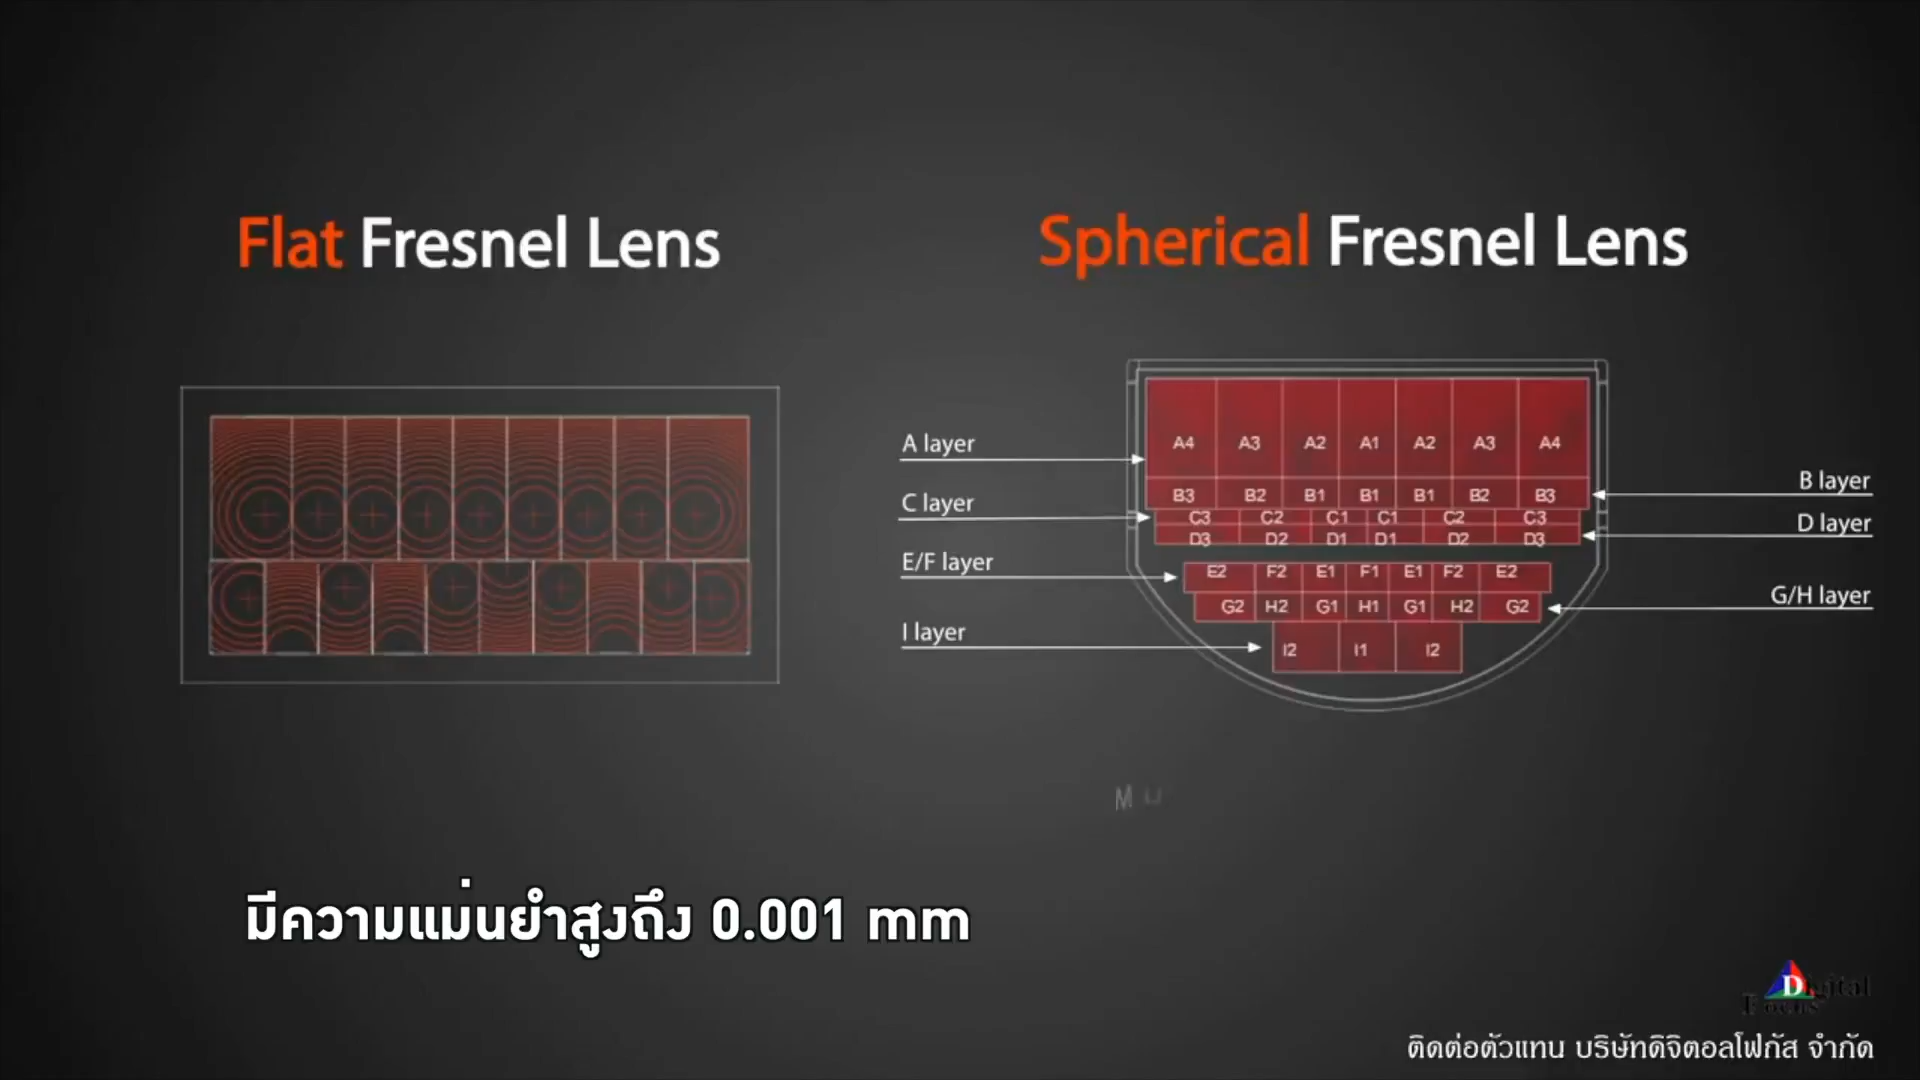 Flat Fresnel Lens
Spherical Fresnel Lens
A layer
C layer
E/F layer
I layer
A4 A3 A2 A1 A2 A3 A4
B3 B2 B1 B1 B1 B2 B3
C3 C2 C1 C1 C2 C3
D3 D2 D1 D1 D2 D3
E2 F2 E1 F1 E1 F2 E2
G2 H2 G1 H1 G1 H2 G2
I2 I1 I2
B layer
D layer
G/H layer
มีความแม่นยำสูงถึง 0.001 mm
Digital
Focus
ติดต่อตัวแทน บริษัทดิจิตอลโฟกัส จำกัด